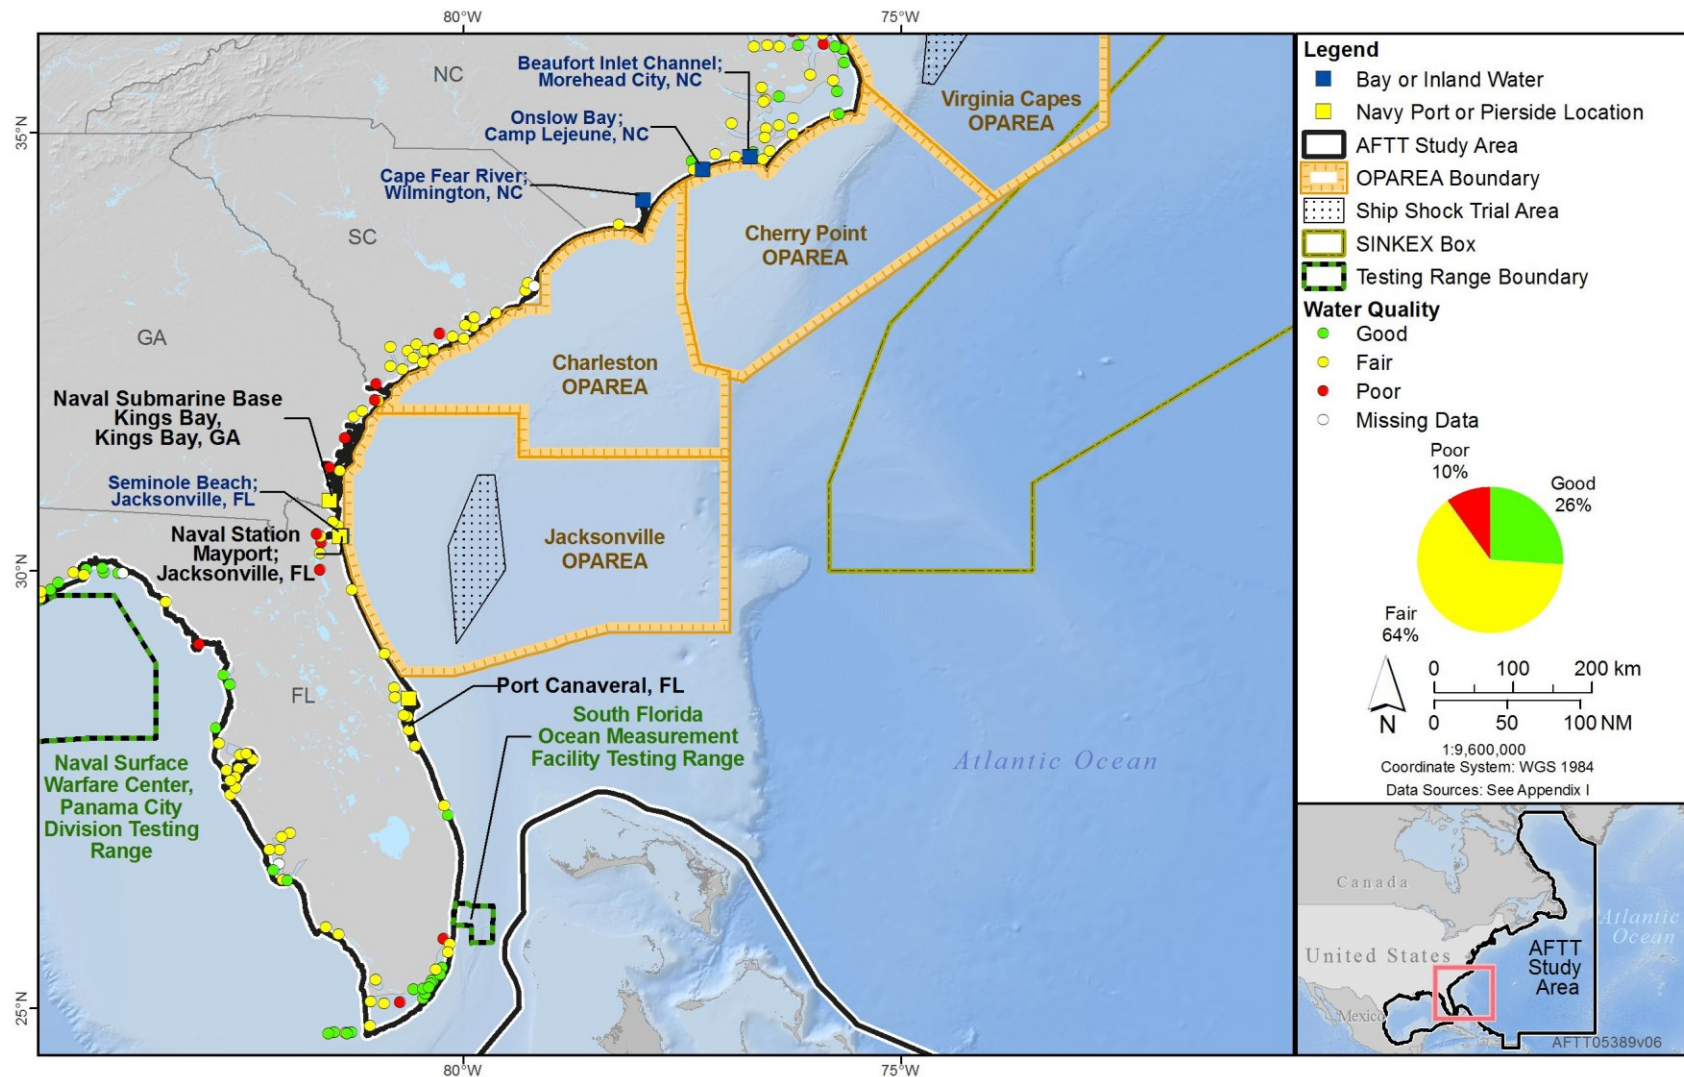 80°W
75°W
35°N
30°N
25°N
80°W
75°W
NC
SC
GA
FL
Beaufort Inlet Channel;
Morehead City, NC
Onslow Bay;
Camp Lejeune, NC
Cape Fear River;
Wilmington, NC
Virginia Capes
OPAREA
Cherry Point
OPAREA
Charleston
OPAREA
Naval Submarine Base
Kings Bay,
Kings Bay, GA
Seminole Beach;
Jacksonville, FL
Naval Station
Mayport;
Jacksonville, FL
Jacksonville
OPAREA
Port Canaveral, FL
South Florida
Ocean Measurement
Facility Testing Range
Naval Surface
Warfare Center,
Panama City
Division Testing
Range
Atlantic Ocean
Legend
Bay or Inland Water
Navy Port or Pierside Location
AFTT Study Area
OPAREA Boundary
Ship Shock Trial Area
SINKEX Box
Testing Range Boundary
Water Quality
Good
Fair
Poor
Missing Data
Poor
10%
Good
26%
Fair
64%
N
0 100 200 km
0 50 100 NM
1:9,600,000
Coordinate System: WGS 1984
Data Sources: See Appendix I
Canada
United States
Mexico
Atlantic
Ocean
AFTT
Study
Area
AFTT05389v06